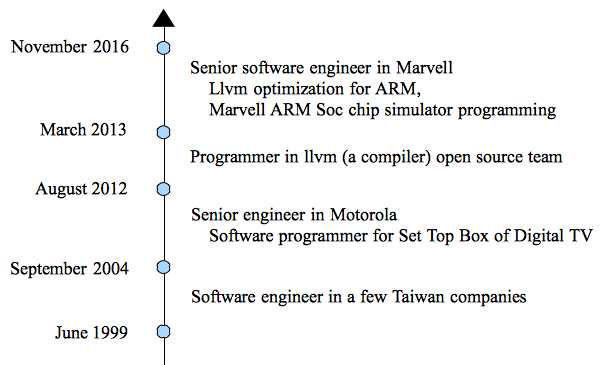 November 2016
Senior software engineer in Marvell
Llvm optimization for ARM,
Marvell ARM Soc chip simulator programming
March 2013
Programmer in llvm (a compiler) open source team
August 2012
Senior engineer in Motorola
Software programmer for Set Top Box of Digital TV
September 2004
Software engineer in a few Taiwan companies
June 1999